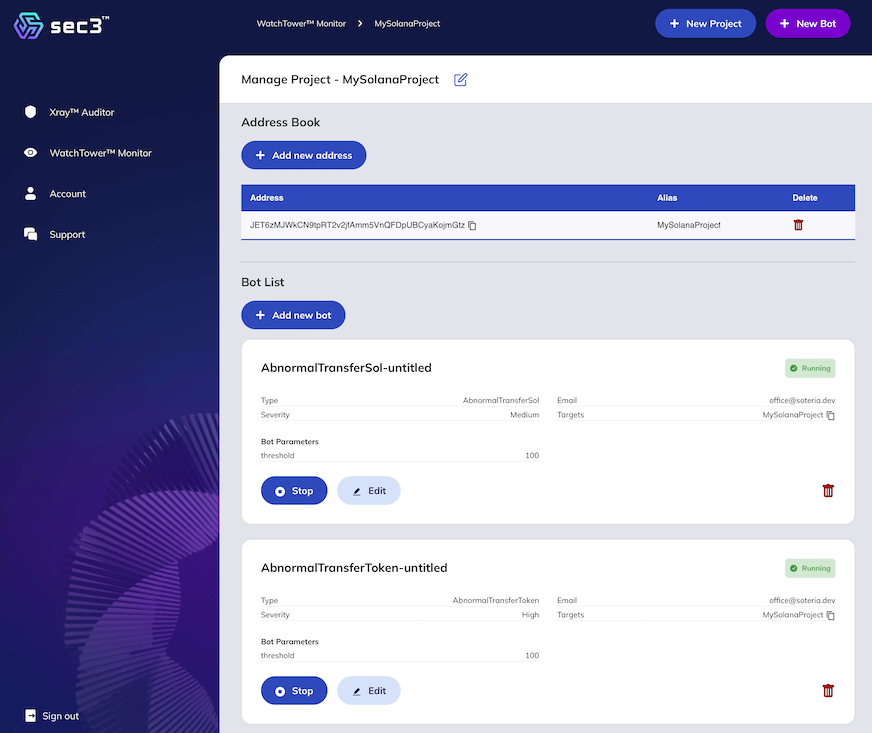 sec3™
WatchTower™ Monitor > MySolanaProject
+ New Project
+ New Bot
Xray™ Auditor
WatchTower™ Monitor
Account
Support
Sign out
Manage Project - MySolanaProject
Address Book
+ Add new address
Address Alias Delete
JET6zMJWkCN9tpRT2v2jfAmm5VnQFDpUBCyaKojmGtz MySolanaProject
Bot List
+ Add new bot
AbnormalTransferSol-untitled Running
Type AbnormalTransferSol Email office@soteria.dev
Severity Medium Targets MySolanaProject
Bot Parameters
threshold 100
Stop Edit
AbnormalTransferToken-untitled Running
Type AbnormalTransferToken Email office@soteria.dev
Severity High Targets MySolanaProject
Bot Parameters
threshold 100
Stop Edit